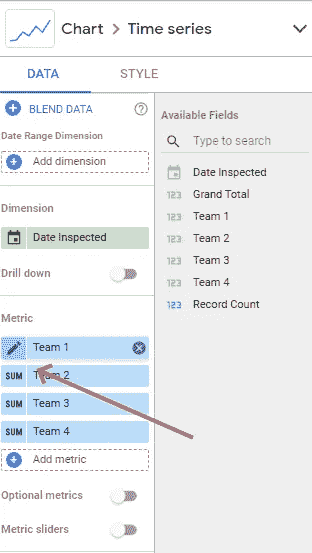 Chart > Time series
DATA
STYLE
BLEND DATA
Date Range Dimension
Add dimension
Dimension
Date Inspected
Drill down
Metric
Team 1
SUM Team 2
SUM Team 3
SUM Team 4
Add metric
Optional metrics
Metric sliders
Available Fields
Type to search
Date Inspected
123 Grand Total
123 Team 1
123 Team 2
123 Team 3
123 Team 4
123 Record Count